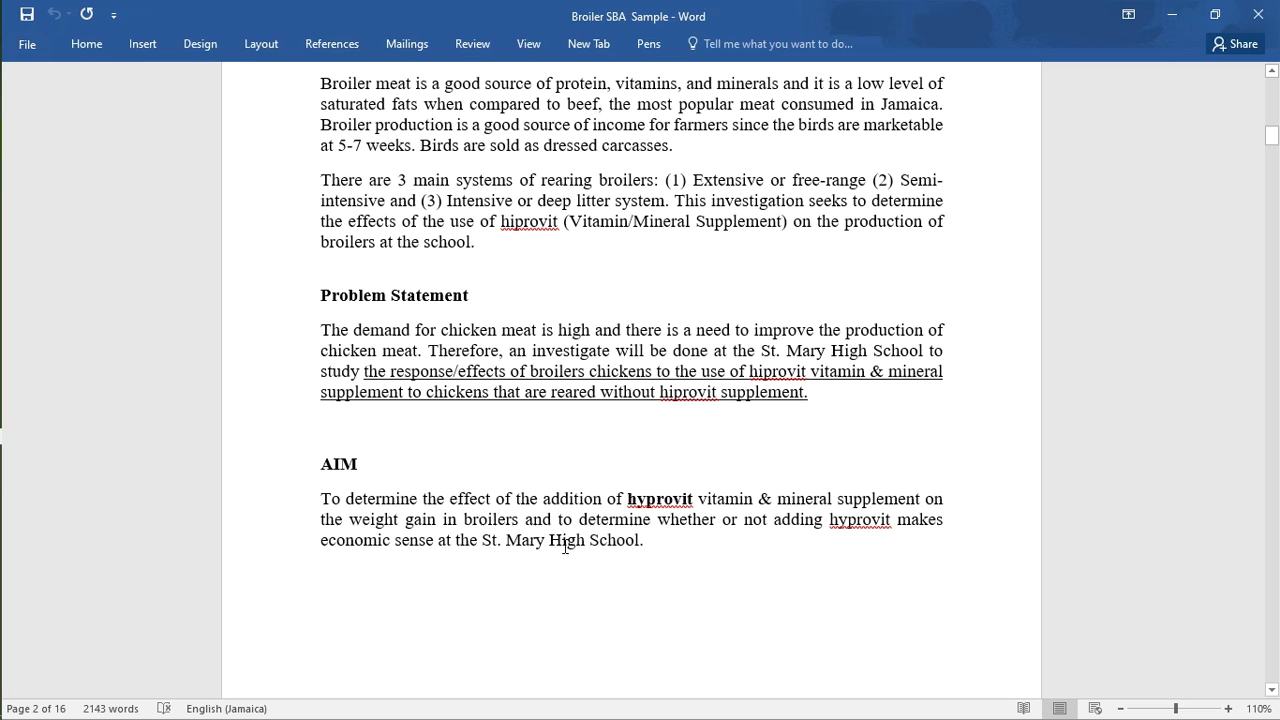 Broiler SBA  Sample - Word
File Home Insert Design Layout References Mailings Review View New Tab Pens Tell me what you want to do... Share
Broiler meat is a good source of protein, vitamins, and minerals and it is a low level of
saturated fats when compared to beef, the most popular meat consumed in Jamaica.
Broiler production is a good source of income for farmers since the birds are marketable
at 5-7 weeks. Birds are sold as dressed carcasses.
There are 3 main systems of rearing broilers: (1) Extensive or free-range (2) Semi-
intensive and (3) Intensive or deep litter system. This investigation seeks to determine
the effects of the use of hiprovit (Vitamin/Mineral Supplement) on the production of
broilers at the school.
Problem Statement
The demand for chicken meat is high and there is a need to improve the production of
chicken meat. Therefore, an investigate will be done at the St. Mary High School to
study the response/effects of broilers chickens to the use of hiprovit vitamin & mineral
supplement to chickens that are reared without hiprovit supplement.
AIM
To determine the effect of the addition of hyprovit vitamin & mineral supplement on
the weight gain in broilers and to determine whether or not adding hyprovit makes
economic sense at the St. Mary High School.
Page 2 of 16 2143 words English (Jamaica) 110%